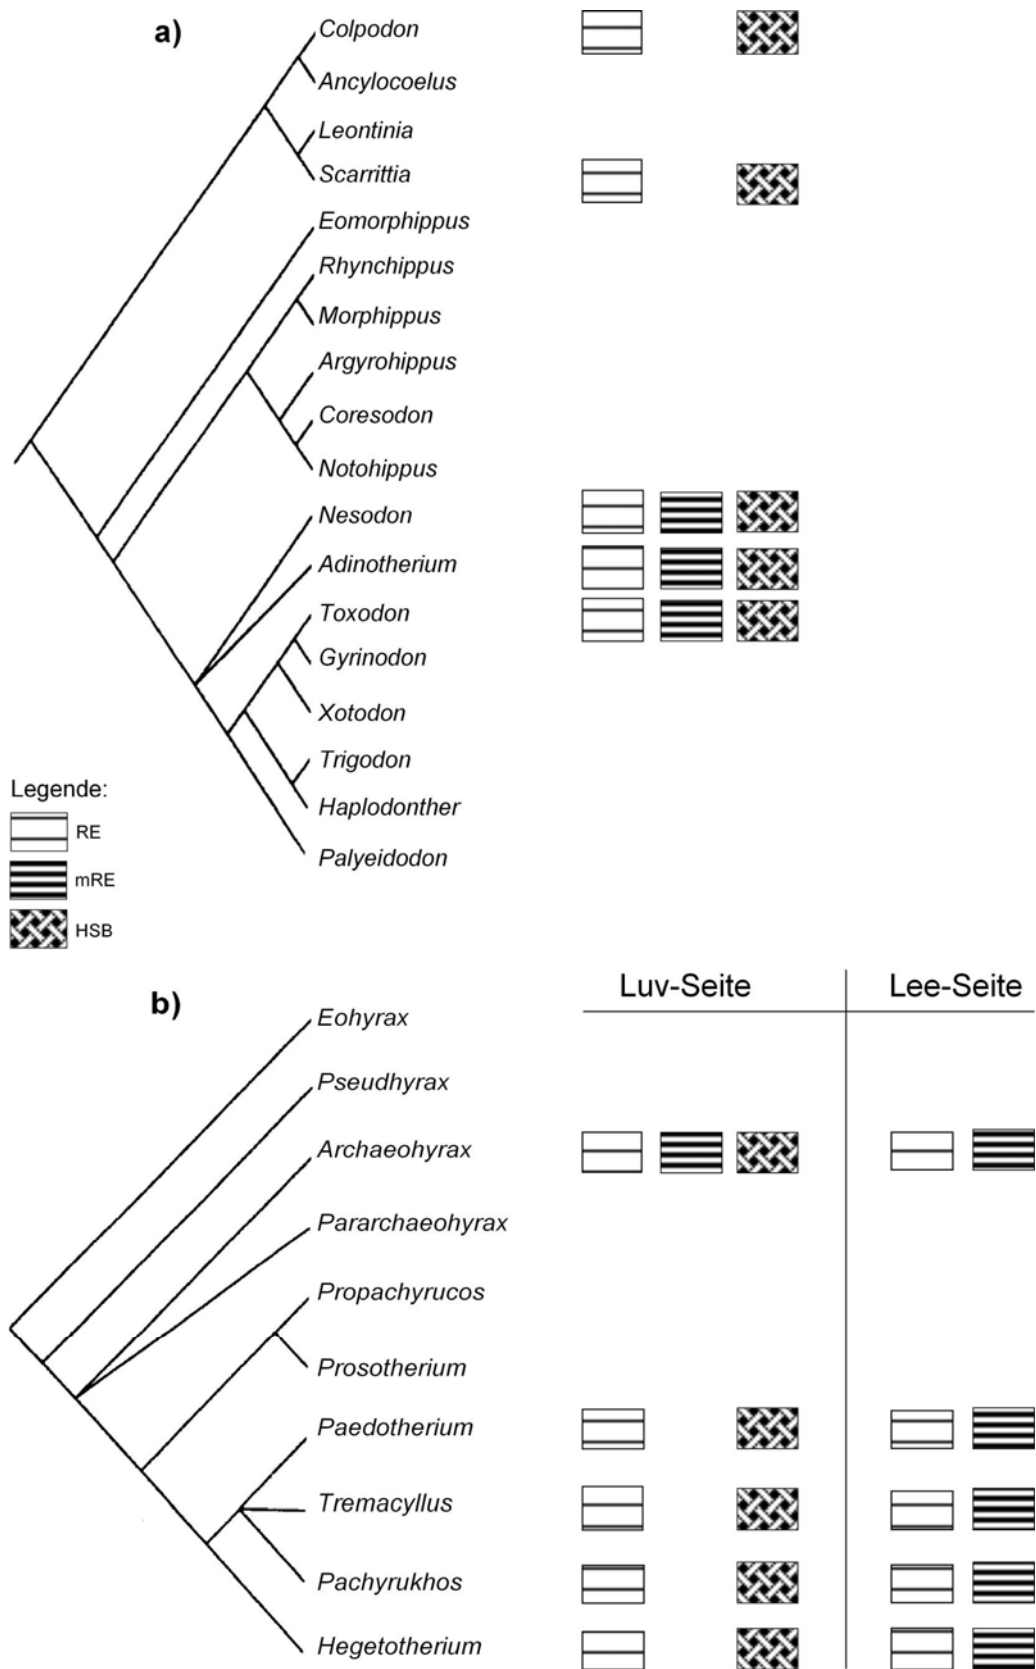 a)
Colpodon
Ancylocoelus
Leontinia
Scarrittia
Eomorphippus
Rhynchippus
Morphippus
Argyrohippus
Coresodon
Notohippus
Nesodon
Adinotherium
Toxodon
Gyrinodon
Xotodon
Trigodon
Haplodonther
Palyeidodon
Legende:
RE
mRE
HSB
b)
Luv-Seite
Lee-Seite
Eohyrax
Pseudhyrax
Archaeohyrax
Pararchaeohyrax
Propachyrucos
Prosotherium
Paedotherium
Tremacyllus
Pachyrukhos
Hegetotherium